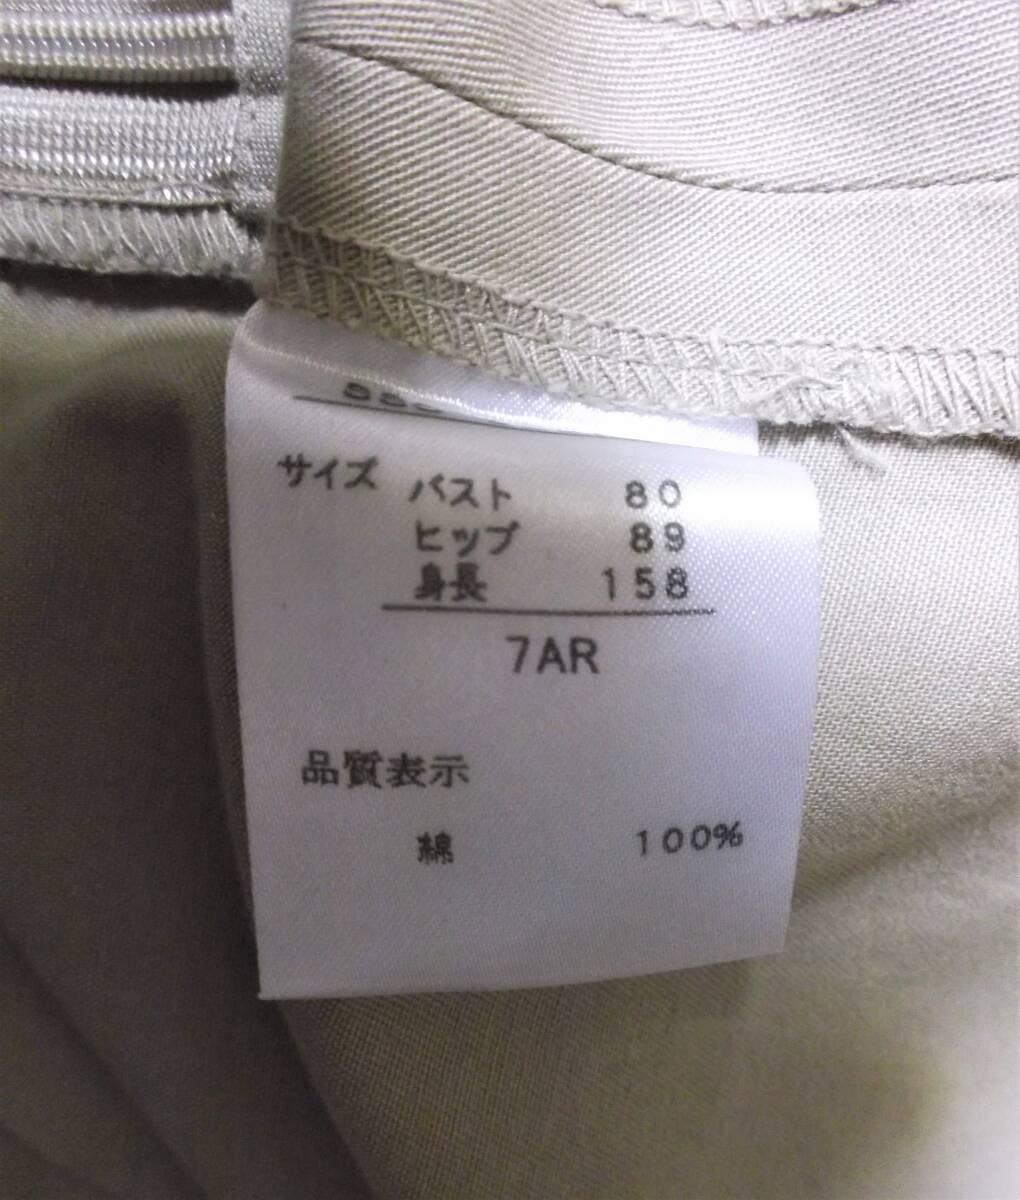 サイズ バスト 80
ヒップ 89
身長 158
7AR
品質表示
綿 100%